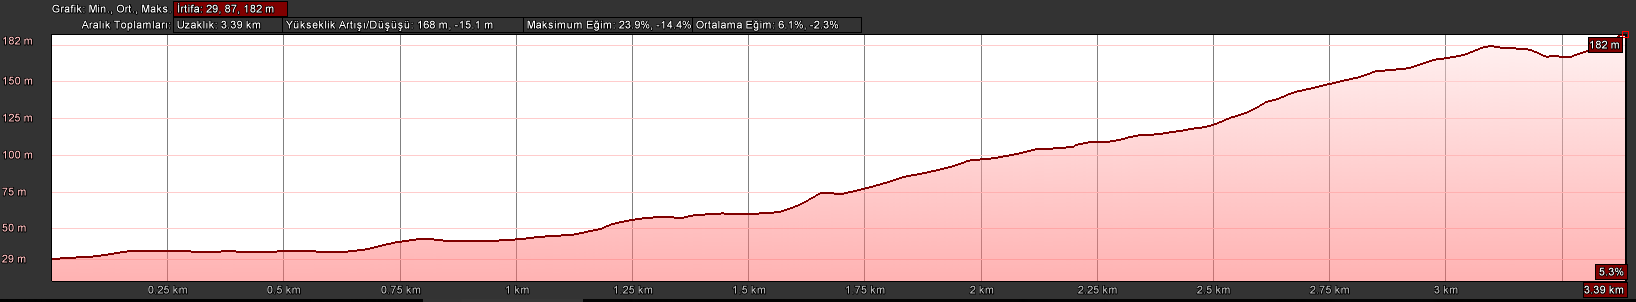 Grafik: Min., Ort., Maks. İrtifa: 29, 87, 182 m
Aralık Toplamları: Uzaklık: 3.39 km Yükseklik Artışı/Düşüşü: 168 m, -15.1 m Maksimum Eğim: 23.9%, -14.4% Ortalama Eğim: 6.1%, -2.3%
182 m
182 m
150 m
125 m
100 m
75 m
50 m
29 m
5.3%
0.25 km 0.5 km 0.75 km 1 km 1.25 km 1.5 km 1.75 km 2 km 2.25 km 2.5 km 2.75 km 3 km 3.39 km